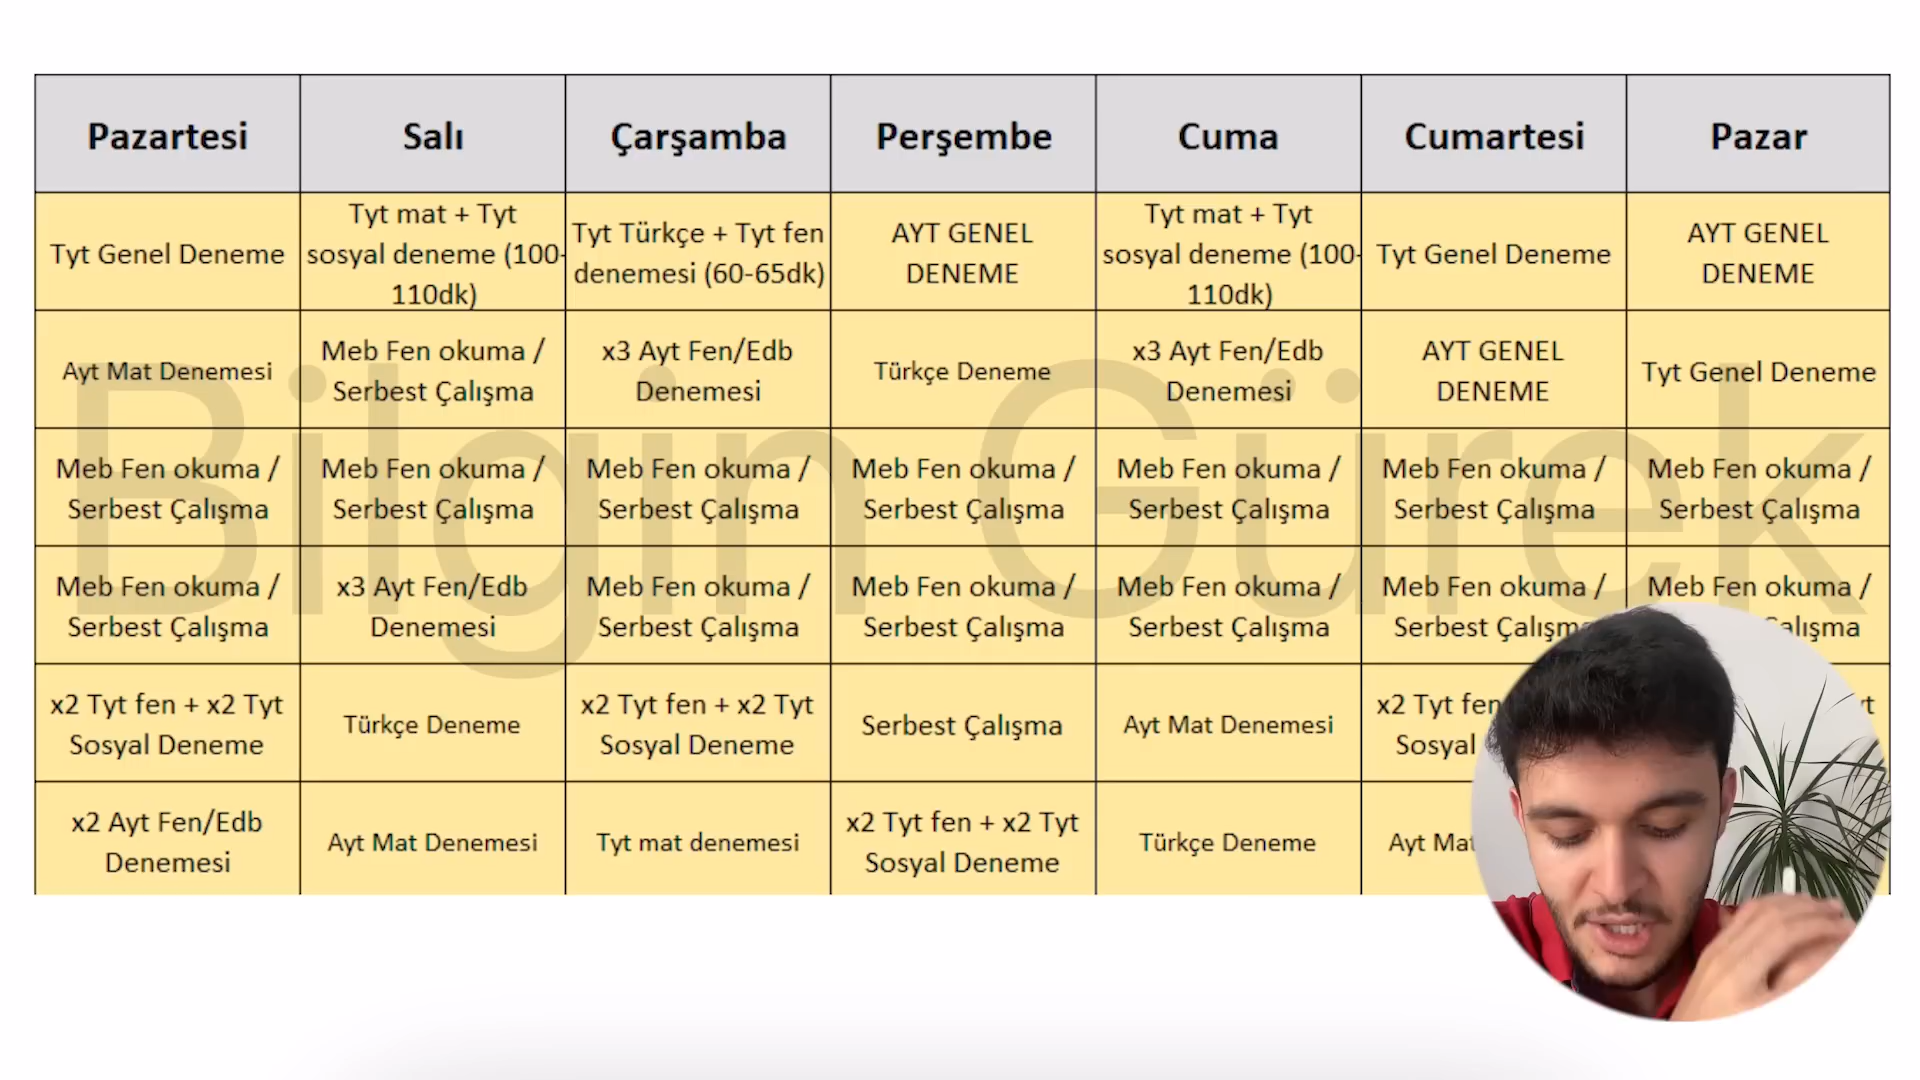 Pazartesi
Salı
Çarşamba
Perşembe
Cuma
Cumartesi
Pazar
Tyt Genel Deneme
Tyt mat + Tyt
sosyal deneme (100-
110dk)
Tyt Türkçe + Tyt fen
denemesi (60-65dk)
AYT GENEL
DENEME
Tyt mat + Tyt
sosyal deneme (100-
110dk)
Tyt Genel Deneme
AYT GENEL
DENEME
Ayt Mat Denemesi
Meb Fen okuma /
Serbest Çalışma
x3 Ayt Fen/Edb
Denemesi
Türkçe Deneme
x3 Ayt Fen/Edb
Denemesi
AYT GENEL
DENEME
Tyt Genel Deneme
Meb Fen okuma /
Serbest Çalışma
Meb Fen okuma /
Serbest Çalışma
Meb Fen okuma /
Serbest Çalışma
Meb Fen okuma /
Serbest Çalışma
Meb Fen okuma /
Serbest Çalışma
Meb Fen okuma /
Serbest Çalışma
Meb Fen okuma /
Serbest Çalışma
Bilgin Gürek
Meb Fen okuma /
Serbest Çalışma
x3 Ayt Fen/Edb
Denemesi
Meb Fen okuma /
Serbest Çalışma
Meb Fen okuma /
Serbest Çalışma
Meb Fen okuma /
Serbest Çalışma
Meb Fen okuma /
Serbest
Meb Fen okuma /
x2 Tyt fen + x2 Tyt
Sosyal Deneme
Türkçe Deneme
x2 Tyt fen + x2 Tyt
Sosyal Deneme
Serbest Çalışma
Ayt Mat Denemesi
x2 Tyt fen
Sosyal
x2 Ayt Fen/Edb
Denemesi
Ayt Mat Denemesi
Tyt mat denemesi
x2 Tyt fen + x2 Tyt
Sosyal Deneme
Türkçe Deneme
Ayt Mat